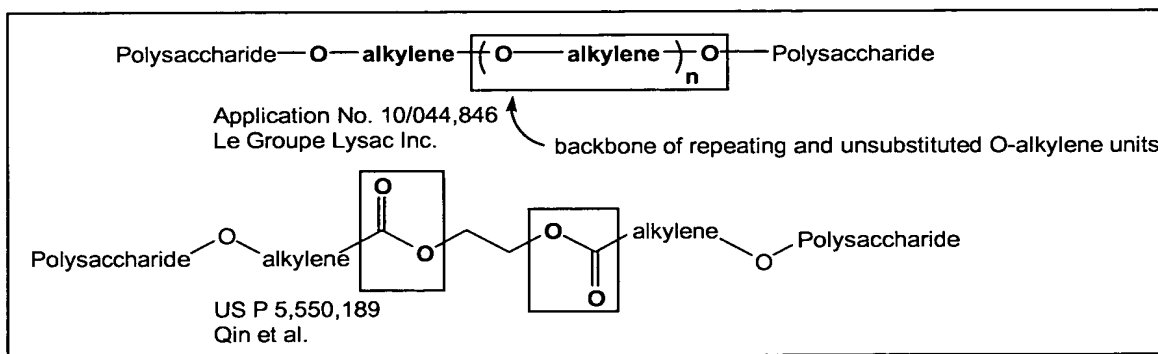 Polysaccharide—O—alkylene—(O—alkylene)n—O—Polysaccharide
Application No. 10/044,846
Le Groupe Lysac Inc.
backbone of repeating and unsubstituted O-alkylene units
O O alkylene O Polysaccharide
Polysaccharide O alkylene O O O
US P 5,550,189
Qin et al.